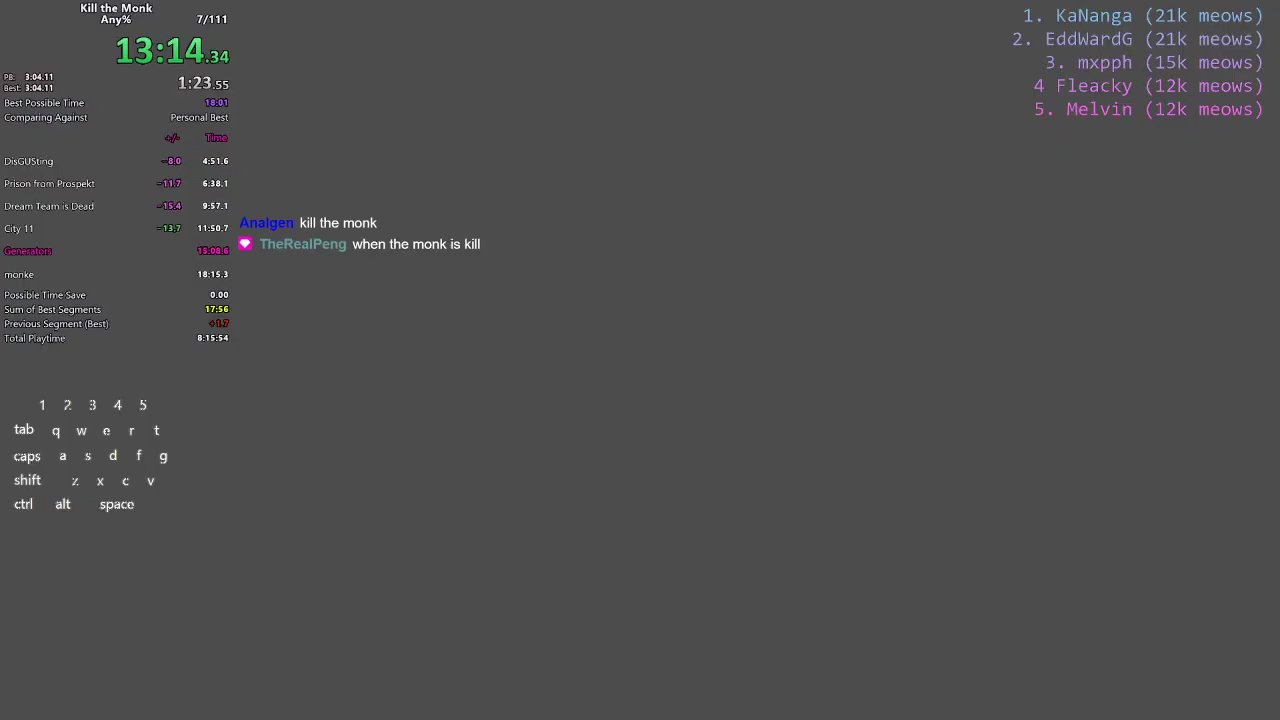 Kill the Monk
Any% 7/111
13:14.34
PB: 3:04.11
Best: 3:04.11
1:23.55
Best Possible Time 18:01
Comparing Against Personal Best
+/- Time
DisGUSting -8.0 4:51.6
Prison from Prospekt -11.7 6:38.1
Dream Team is Dead -15.4 9:57.1
City 11 -13.7 11:50.7
Generators 15:08.6
monke 18:15.3
Possible Time Save 0.00
Sum of Best Segments 17:56
Previous Segment (Best) +1.7
Total Playtime 8:15:54
1 2 3 4 5
tab q w e r t
caps a s d f g
shift z x c v
ctrl alt space
Analgen kill the monk
TheRealPeng when the monk is kill
1. KaNanga (21k meows)
2. EddWardG (21k meows)
3. mxpph (15k meows)
4 Fleacky (12k meows)
5. Melvin (12k meows)